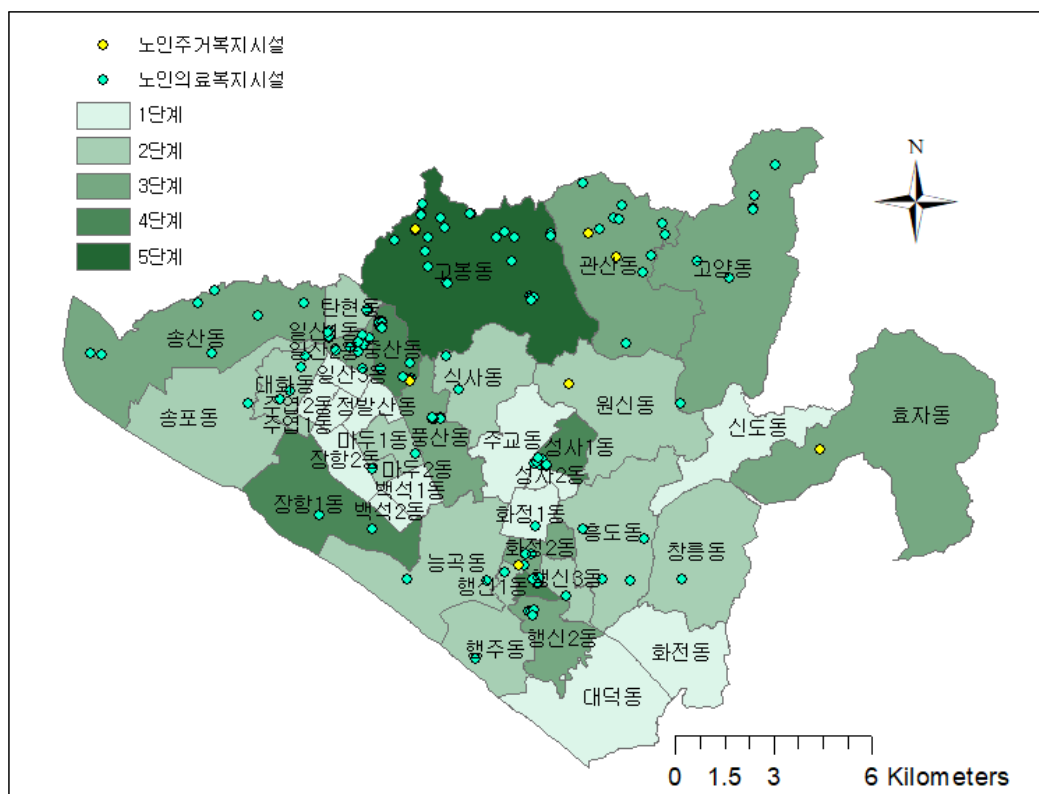 노인주거복지시설
노인의료복지시설
1단계
2단계
3단계
4단계
5단계
N
고봉동
관산동
고양동
탄현동
송산동
일산1동
일산2동
중산동
일산3동
식사동
대화동
주엽2동
정발산동
송포동
주엽1동
원신동
신도동
효자동
마두1동
풍산동
주교동
성사1동
장항2동
마두2동
성사2동
백석1동
장항1동
백석2동
화정1동
흥도동
창릉동
화정2동
능곡동
행신1동
행신3동
행신2동
행주동
화전동
대덕동
0 1.5 3 6 Kilometers